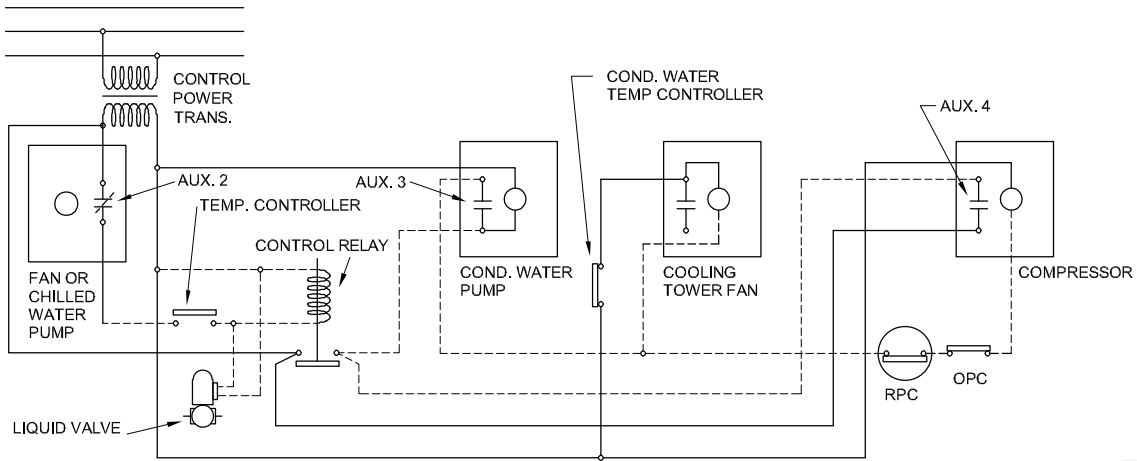 CONTROL
POWER
TRANS.
COND. WATER
TEMP CONTROLLER
AUX. 4
AUX. 2
AUX. 3
TEMP. CONTROLLER
CONTROL RELAY
FAN OR
CHILLED
WATER
PUMP
COND. WATER
PUMP
COOLING
TOWER FAN
COMPRESSOR
RPC
OPC
LIQUID VALVE